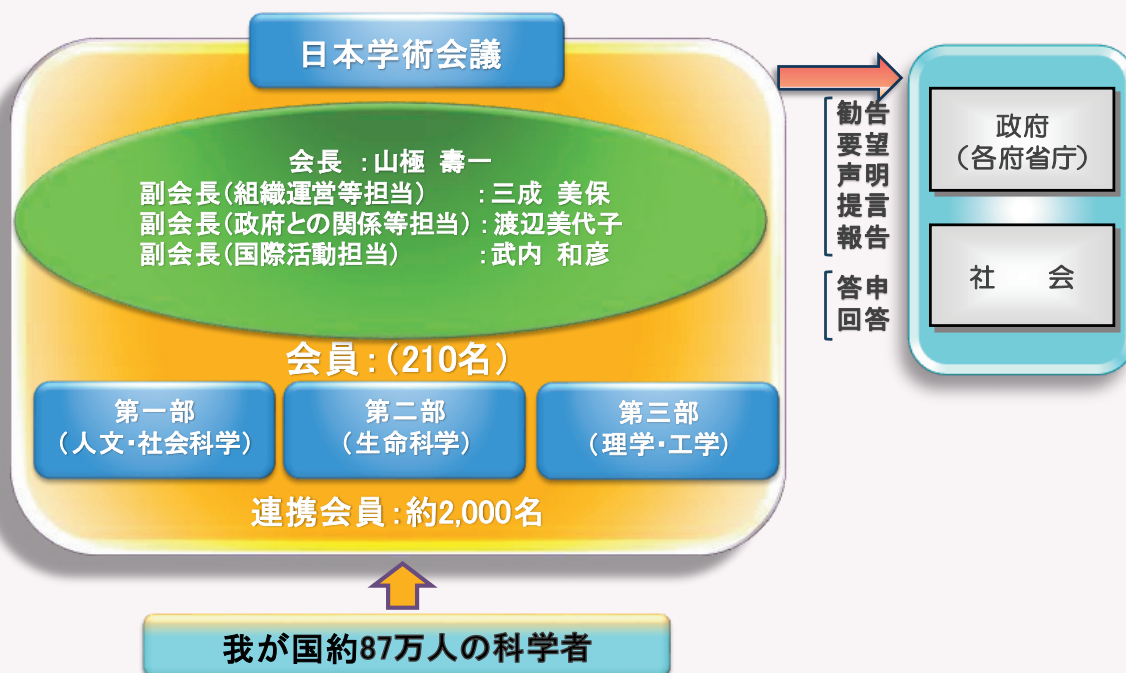 日本学術会議
会長 ：山極 壽一
副会長（組織運営等担当） ：三成 美保
副会長（政府との関係等担当）：渡辺美代子
副会長（国際活動担当） ：武内 和彦
会員：（210名）
第一部
（人文・社会科学）
第二部
（生命科学）
第三部
（理学・工学）
連携会員：約2,000名
我が国約87万人の科学者
勧告
要望
声明
提言
報告
答申
回答
政府
（各府省庁）
社 会